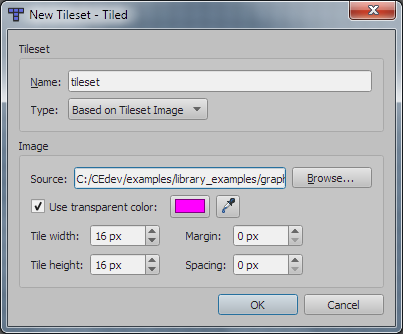 New Tileset - Tiled
Tileset
Name: tileset
Type: Based on Tileset Image
Image
Source: C:/CEdev/examples/library_examples/graph Browse...
Use transparent color:
Tile width: 16 px Margin: 0 px
Tile height: 16 px Spacing: 0 px
OK Cancel